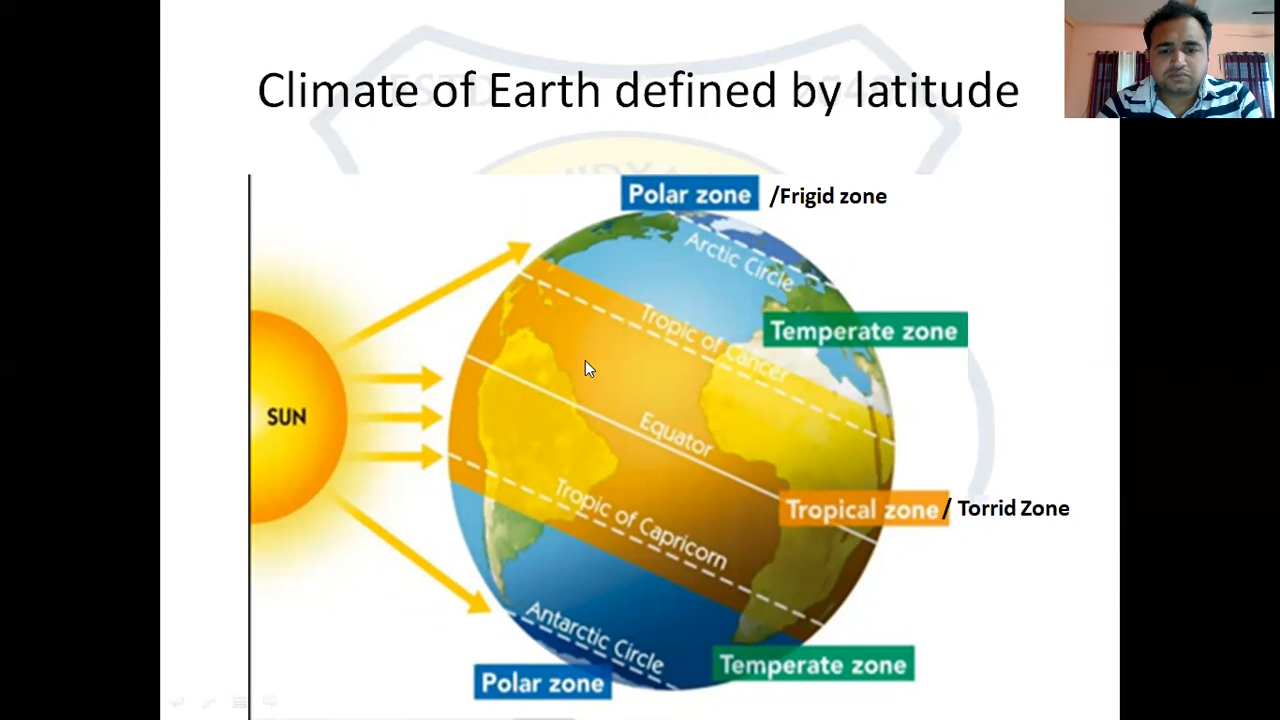 Climate of Earth defined by latitude
Polar zone /Frigid zone
Arctic Circle
Tropic of Cancer
Temperate zone
SUN
Equator
Tropic of Capricorn
Tropical zone/ Torrid Zone
Antarctic Circle
Temperate zone
Polar zone